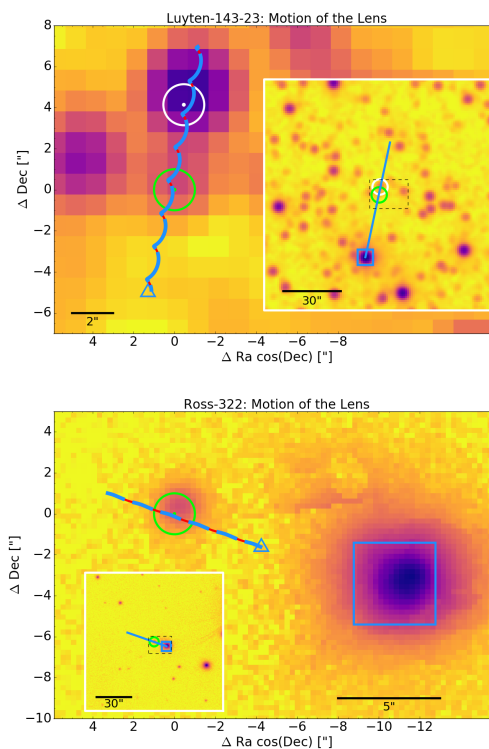 Luyten-143-23: Motion of the Lens
8
6
4
2
0
−2
−4
−6
Δ Dec ["]
2"
30"
4 2 0 −2 −4 −6 −8
Δ Ra cos(Dec) ["]
Ross-322: Motion of the Lens
4
2
0
−2
−4
−6
−8
−10
Δ Dec ["]
30"
5"
4 2 0 −2 −4 −6 −8 −10 −12
Δ Ra cos(Dec) ["]